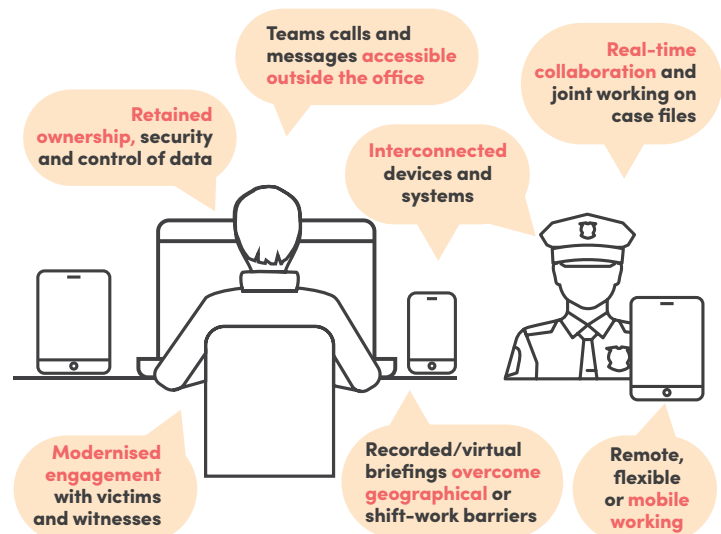 Teams calls and
messages accessible
outside the office
Real-time
collaboration and
joint working on
case files
Retained
ownership, security
and control of data
Interconnected
devices and
systems
Modernised
engagement
with victims
and witnesses
Recorded/virtual
briefings overcome
geographical or
shift-work barriers
Remote,
flexible
or mobile
working